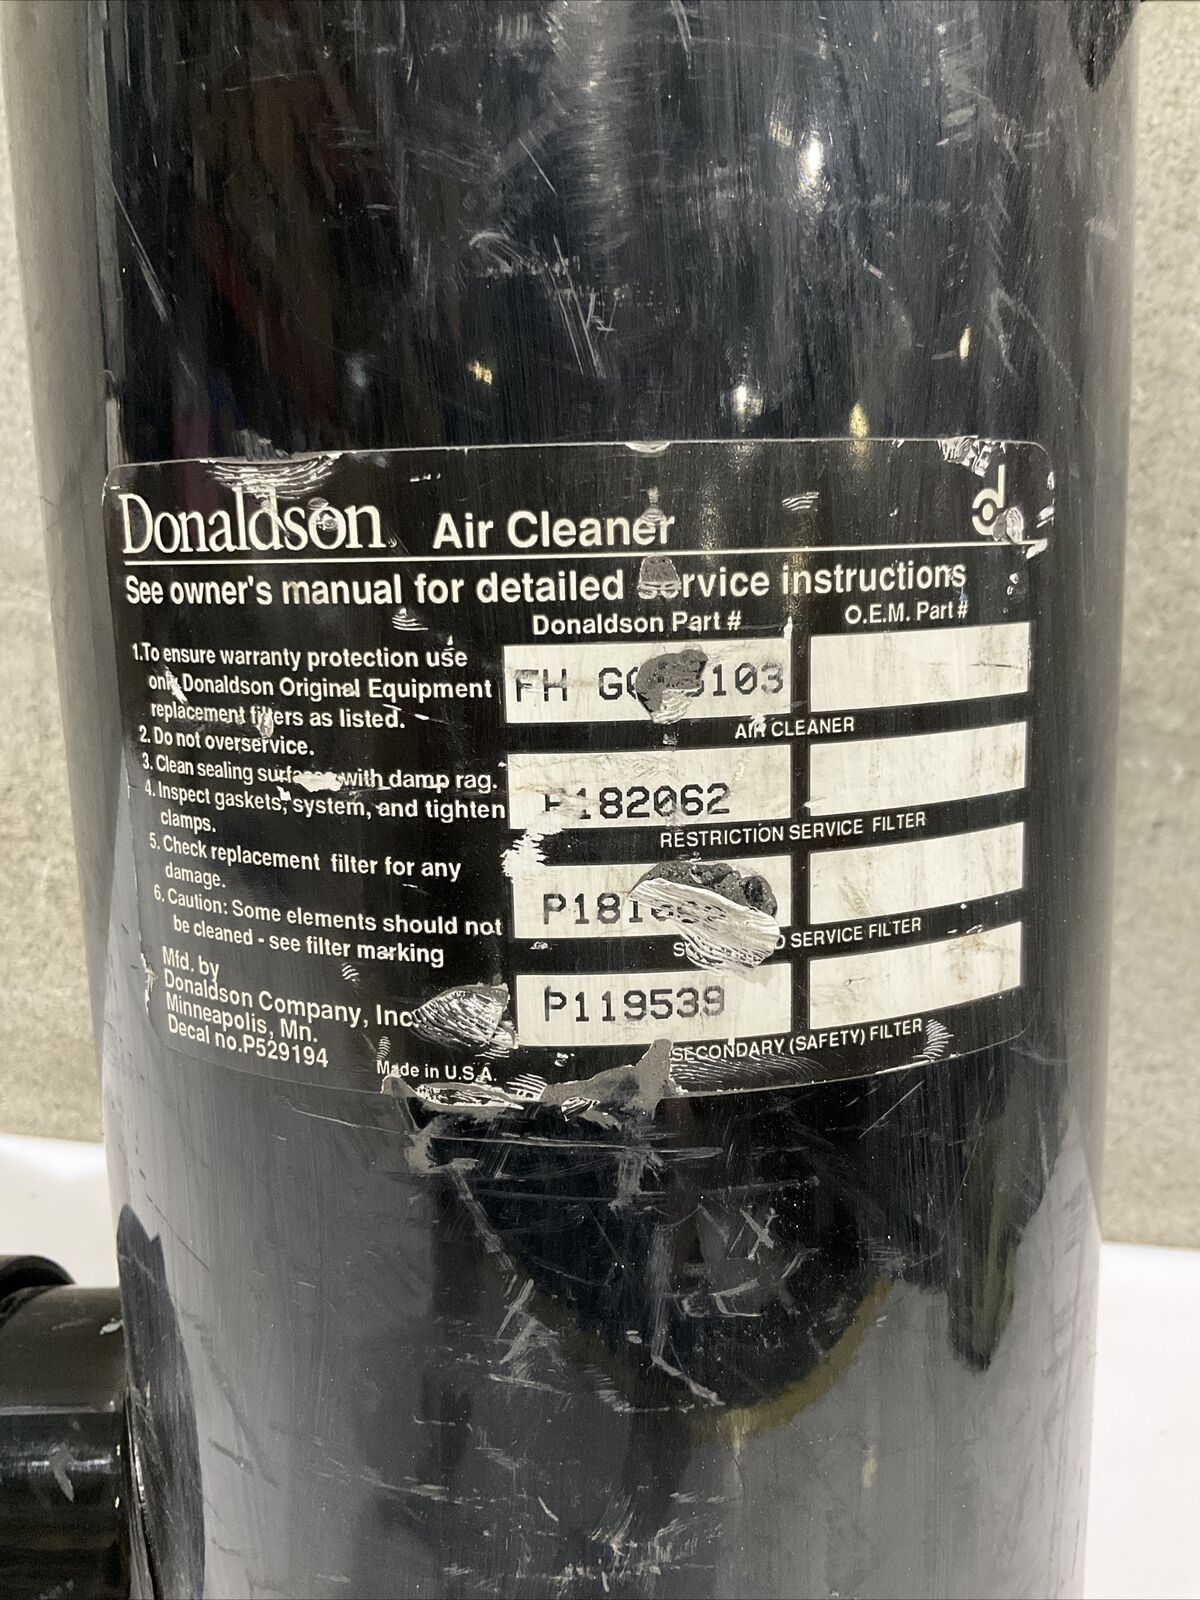 Donaldson. Air Cleaner
See owner's manual for detailed service instructions
Donaldson Part # O.E.M. Part #
1.To ensure warranty protection use
only Donaldson Original Equipment
replacement filters as listed.
2. Do not overservice.
3. Clean sealing surfaces with damp rag.
4. Inspect gaskets, system, and tighten
clamps.
5. Check replacement filter for any
damage.
6. Caution: Some elements should not
be cleaned - see filter marking
Mfd. by
Donaldson Company, Inc.
Minneapolis, Mn.
Decal no.P529194
Made in U.S.A.
FH
AIR CLEANER
P182062
RESTRICTION SERVICE FILTER
SERVICE FILTER
P119539
SECONDARY (SAFETY) FILTER